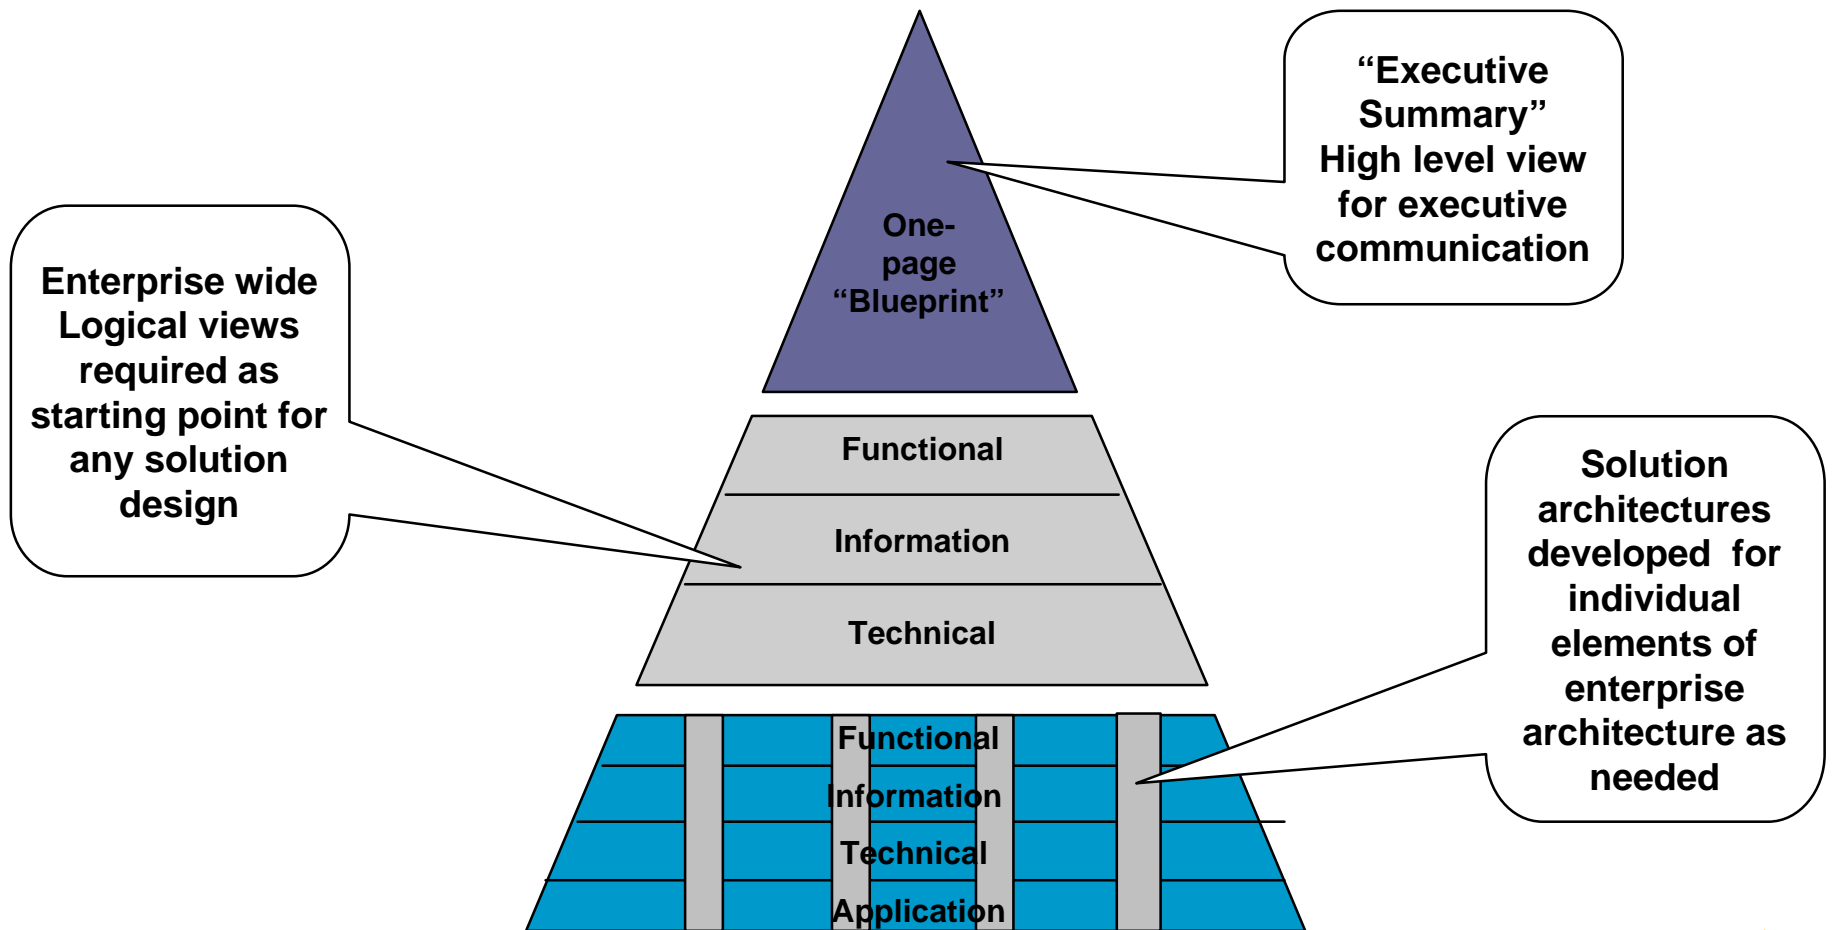 “Executive
Summary”
High level view
for executive
communication
One-
page
“Blueprint”
Enterprise wide
Logical views
required as
starting point for
any solution
design
Functional
Information
Technical
Solution
architectures
developed for
individual
elements of
enterprise
architecture as
needed
Functional
Information
Technical
Application